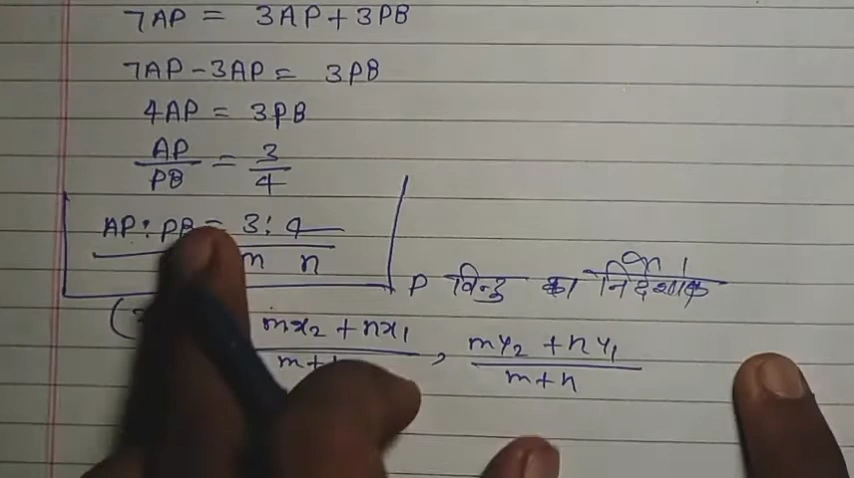 7AP = 3AP + 3PB
7AP - 3AP = 3PB
4AP = 3PB
AP/PB = 3/4
AP : PB = 3 : 4
m n
P विन्दु का निर्देशांक
( mx₂ + nx₁ / m+ , my₂ + ny₁ / m+n